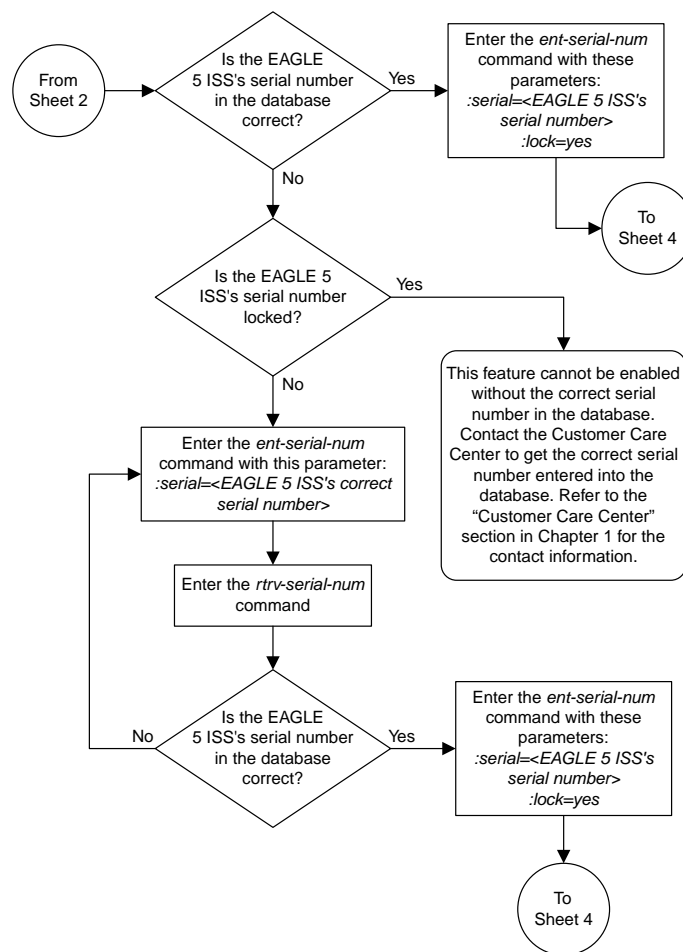 From
Sheet 2
Is the EAGLE
5 ISS's serial number
in the database
correct?
Yes
Enter the ent-serial-num
command with these
parameters:
:serial=<EAGLE 5 ISS's
serial number>
:lock=yes
No
To
Sheet 4
Is the EAGLE 5
ISS's serial number
locked?
Yes
No
This feature cannot be enabled
without the correct serial
number in the database.
Contact the Customer Care
Center to get the correct serial
number entered into the
database. Refer to the
“Customer Care Center”
section in Chapter 1 for the
contact information.
Enter the ent-serial-num
command with this parameter:
:serial=<EAGLE 5 ISS's correct
serial number>
Enter the rtrv-serial-num
command
Is the EAGLE
5 ISS's serial number
in the database
correct?
No
Yes
Enter the ent-serial-num
command with these
parameters:
:serial=<EAGLE 5 ISS's
serial number>
:lock=yes
To
Sheet 4